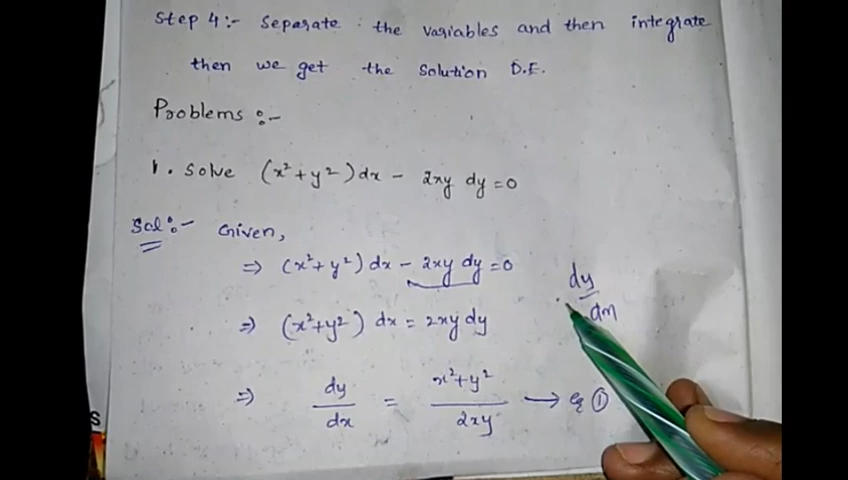 Step 4:- Separate the variables and then integrate
then we get the solution D.E.
Problems :-
1. Solve (x²+y²)dx - 2xy dy=0
Sol:- Given,
⇒ (x²+y²)dx - 2xy dy=0
dy
⇒ (x²+y²) dx = 2xy dy
⇒ dy/dx = x²+y²/2xy → eq ①
S